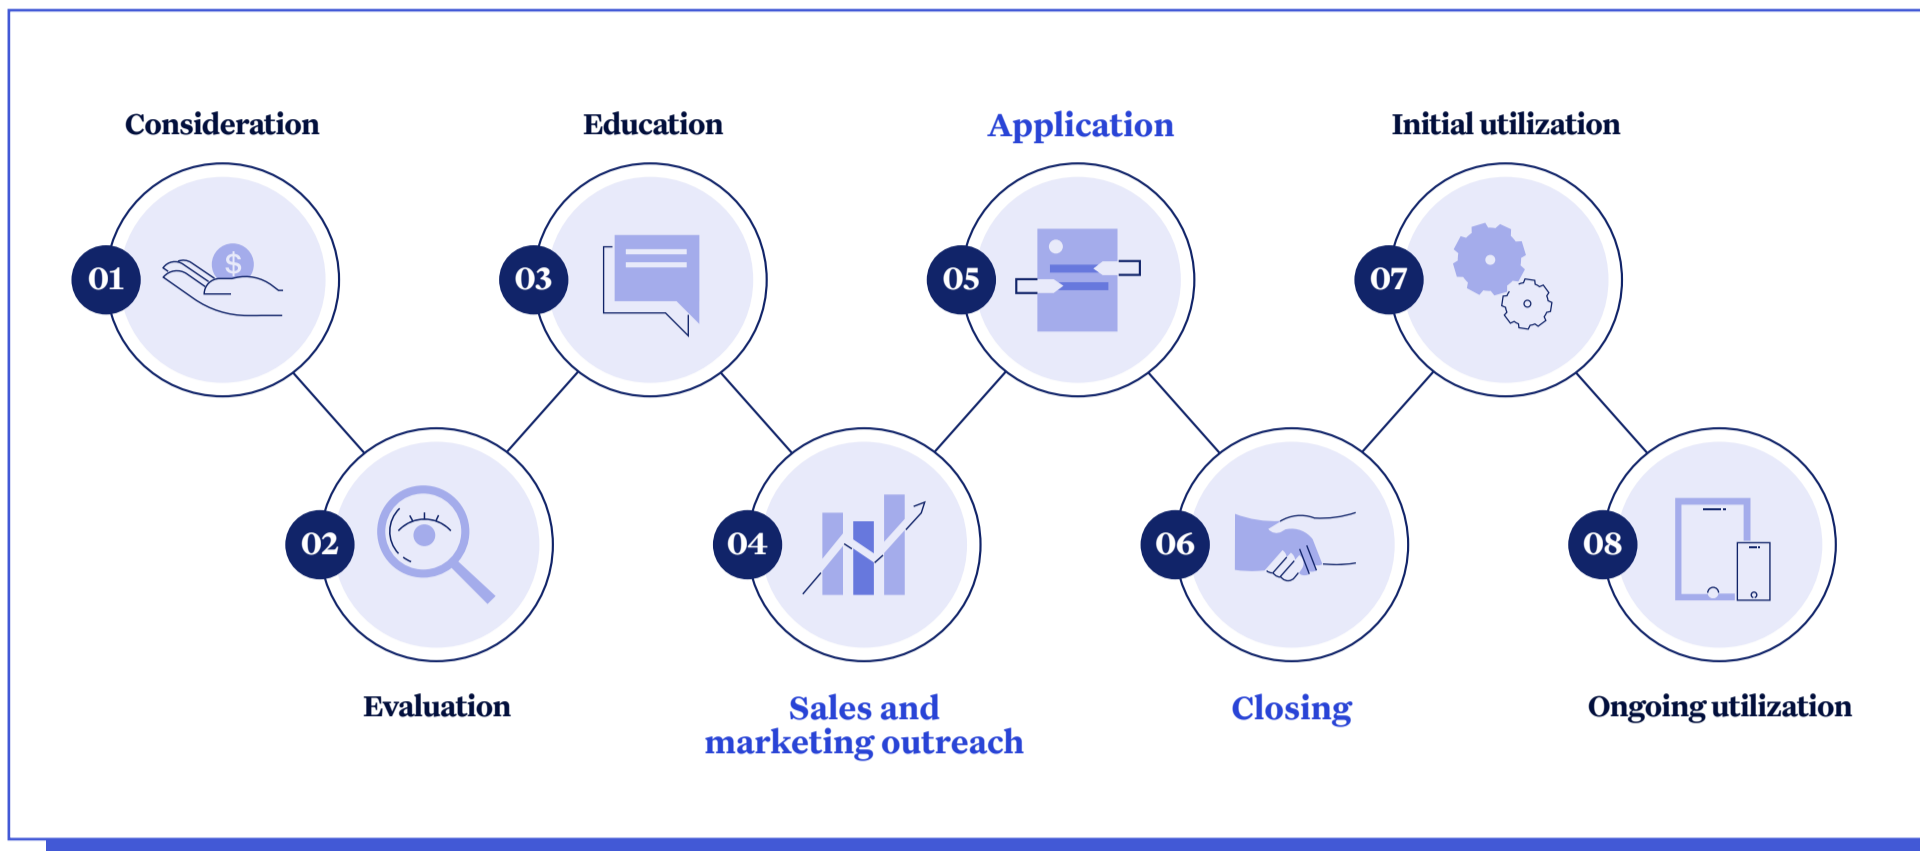 Consideration
01
$
Evaluation
02
Education
03
Sales and
marketing outreach
04
Application
05
Closing
06
Initial utilization
07
Ongoing utilization
08